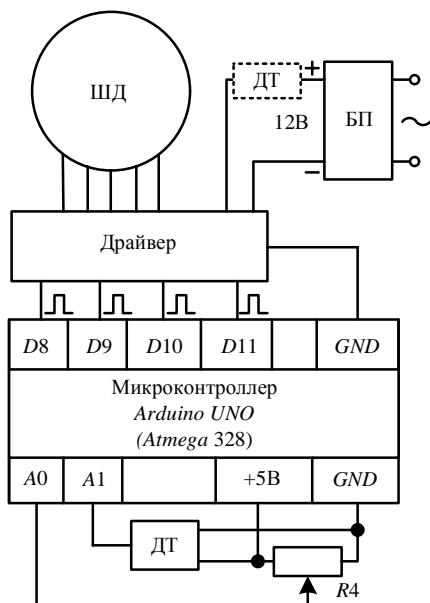 ШД
ДТ
+
12В
БП
−
Драйвер
D8 D9 D10 D11 GND
Микроконтроллер
Arduino UNO
(Atmega 328)
A0 A1 +5В GND
ДТ
R4